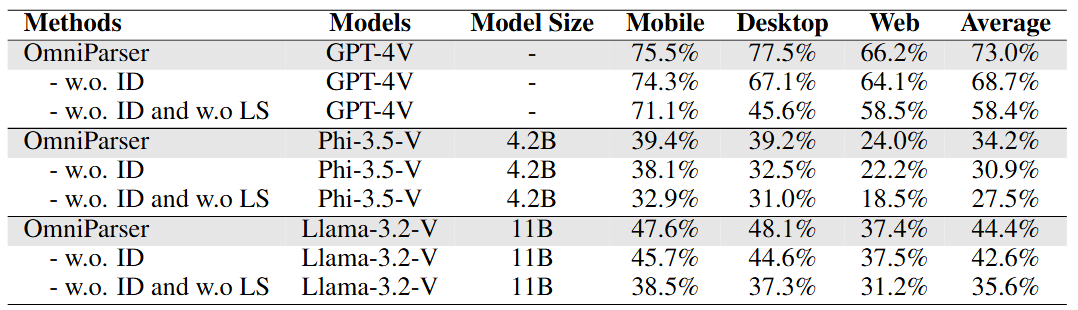 Methods Models Model Size Mobile Desktop Web Average
OmniParser GPT-4V - 75.5% 77.5% 66.2% 73.0%
- w.o. ID GPT-4V - 74.3% 67.1% 64.1% 68.7%
- w.o. ID and w.o LS GPT-4V - 71.1% 45.6% 58.5% 58.4%
OmniParser Phi-3.5-V 4.2B 39.4% 39.2% 24.0% 34.2%
- w.o. ID Phi-3.5-V 4.2B 38.1% 32.5% 22.2% 30.9%
- w.o. ID and w.o LS Phi-3.5-V 4.2B 32.9% 31.0% 18.5% 27.5%
OmniParser Llama-3.2-V 11B 47.6% 48.1% 37.4% 44.4%
- w.o. ID Llama-3.2-V 11B 45.7% 44.6% 37.5% 42.6%
- w.o. ID and w.o LS Llama-3.2-V 11B 38.5% 37.3% 31.2% 35.6%